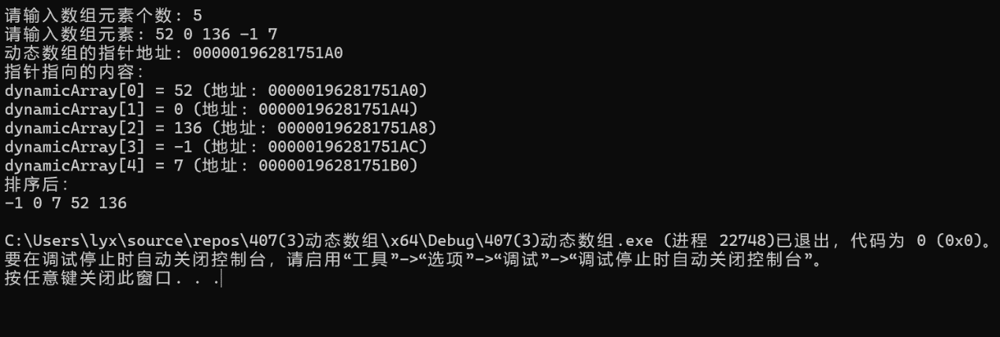 请输入数组元素个数: 5
请输入数组元素: 52 0 136 -1 7
动态数组的指针地址: 00000196281751A0
指针指向的内容:
dynamicArray[0] = 52 (地址: 00000196281751A0)
dynamicArray[1] = 0 (地址: 00000196281751A4)
dynamicArray[2] = 136 (地址: 00000196281751A8)
dynamicArray[3] = -1 (地址: 00000196281751AC)
dynamicArray[4] = 7 (地址: 00000196281751B0)
排序后:
-1 0 7 52 136
C:\Users\lyx\source\repos\407(3)动态数组\x64\Debug\407(3)动态数组.exe (进程 22748)已退出，代码为 0 (0x0)。
要在调试停止时自动关闭控制台，请启用“工具”->“选项”->“调试”->“调试停止时自动关闭控制台”。
按任意键关闭此窗口. . .